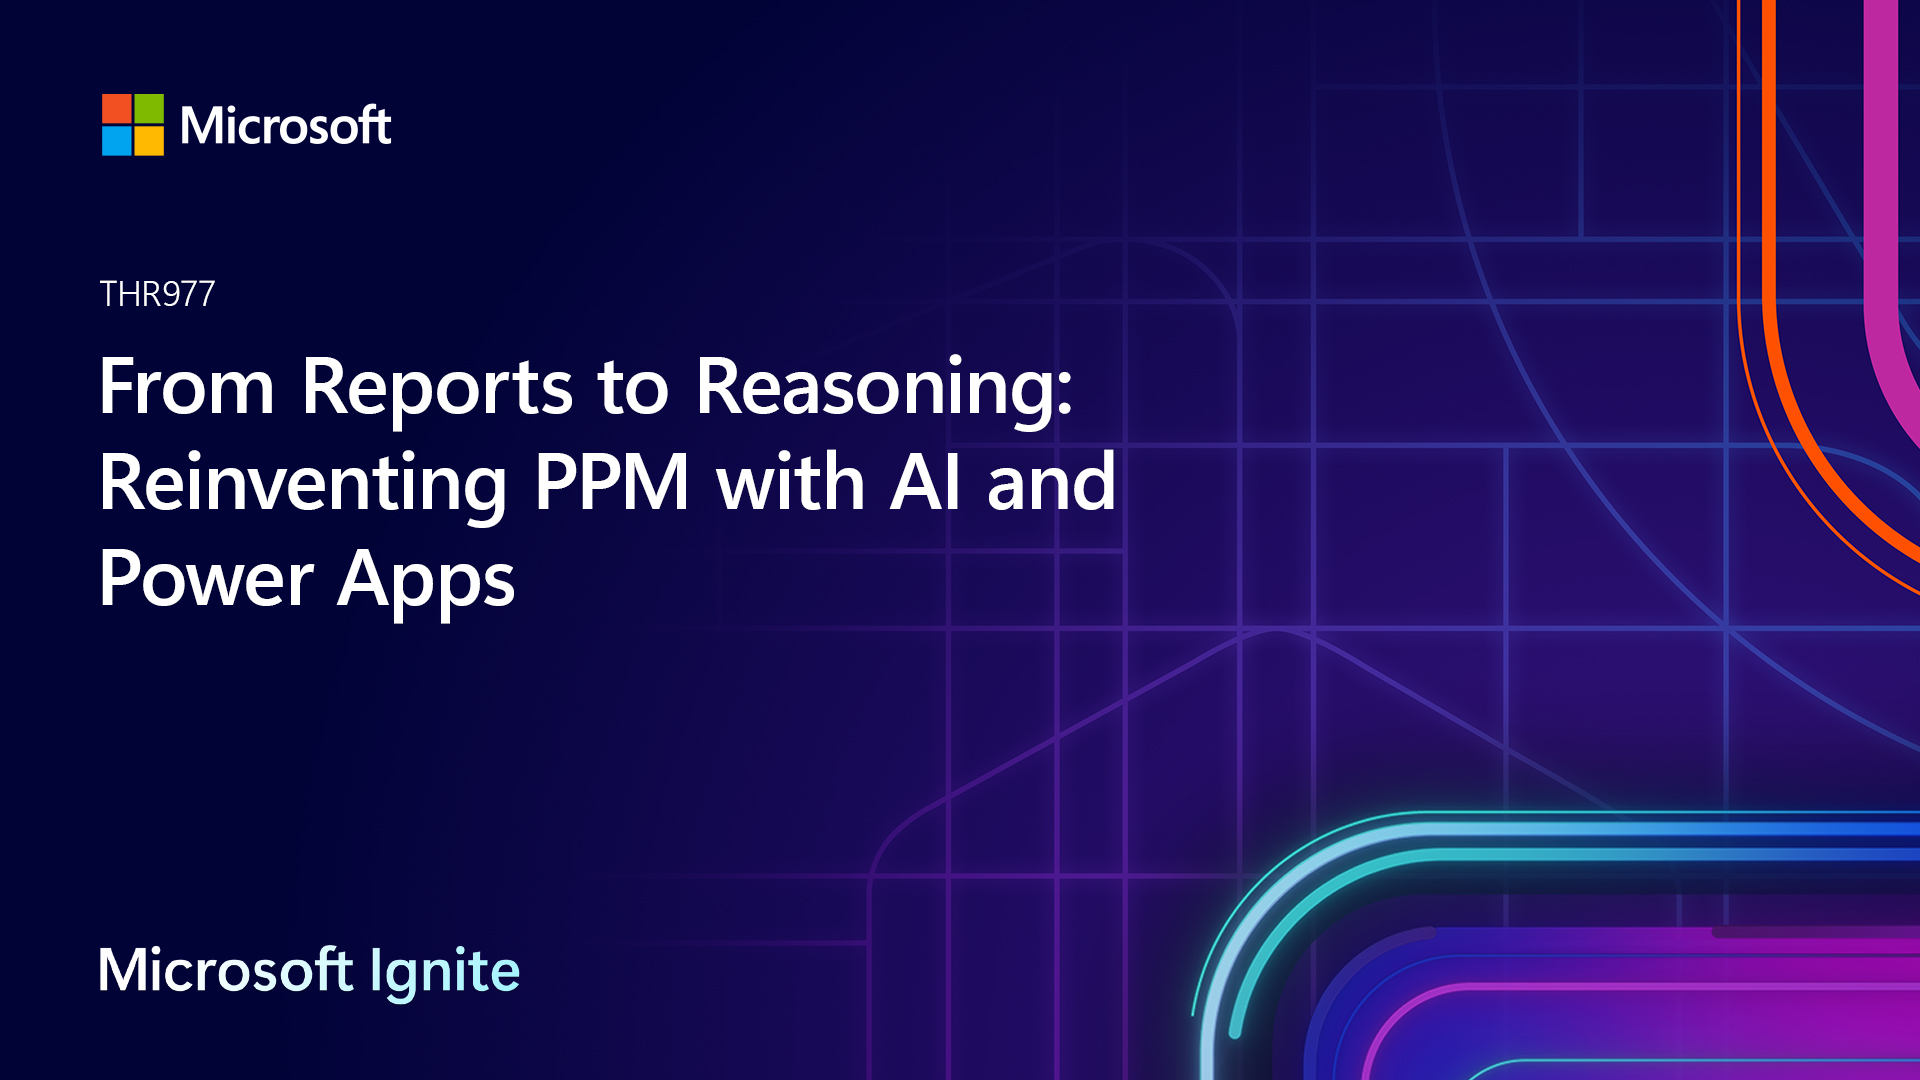 Microsoft
THR977
From Reports to Reasoning:
Reinventing PPM with AI and
Power Apps
Microsoft Ignite